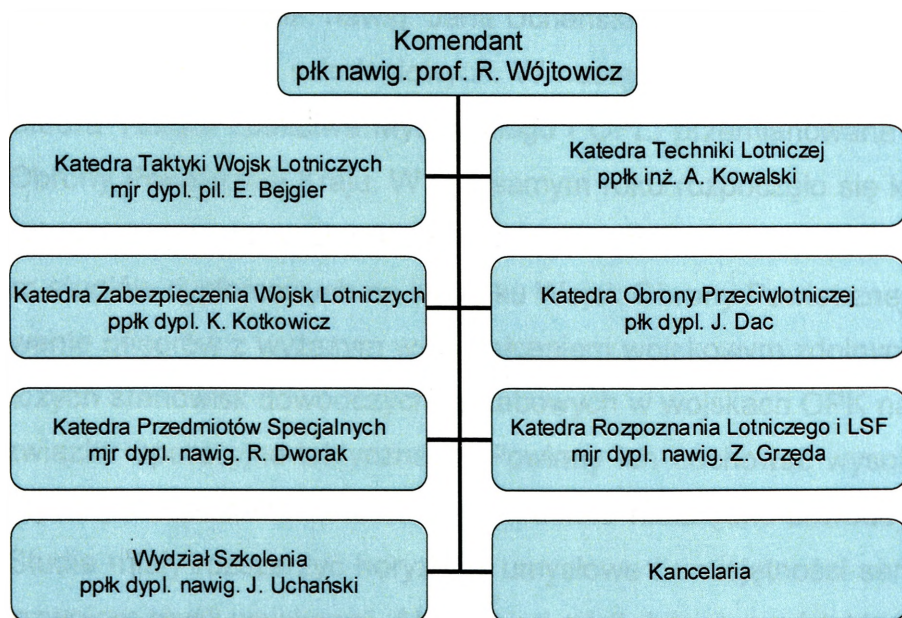 Komendant
płk nawig. prof. R. Wójtowicz
Katedra Taktyki Wojsk Lotniczych
mjr dypl. pil. E. Bejgier
Katedra Techniki Lotniczej
ppłk inż. A. Kowalski
Katedra Zabezpieczenia Wojsk Lotniczych
ppłk dypl. K. Kotkowicz
Katedra Obrony Przeciwlotniczej
płk dypl. J. Dac
Katedra Przedmiotów Specjalnych
mjr dypl. nawig. R. Dworak
Katedra Rozpoznania Lotniczego i LSF
mjr dypl. nawig. Z. Grzęda
Wydział Szkolenia
ppłk dypl. nawig. J. Uchański
Kancelaria